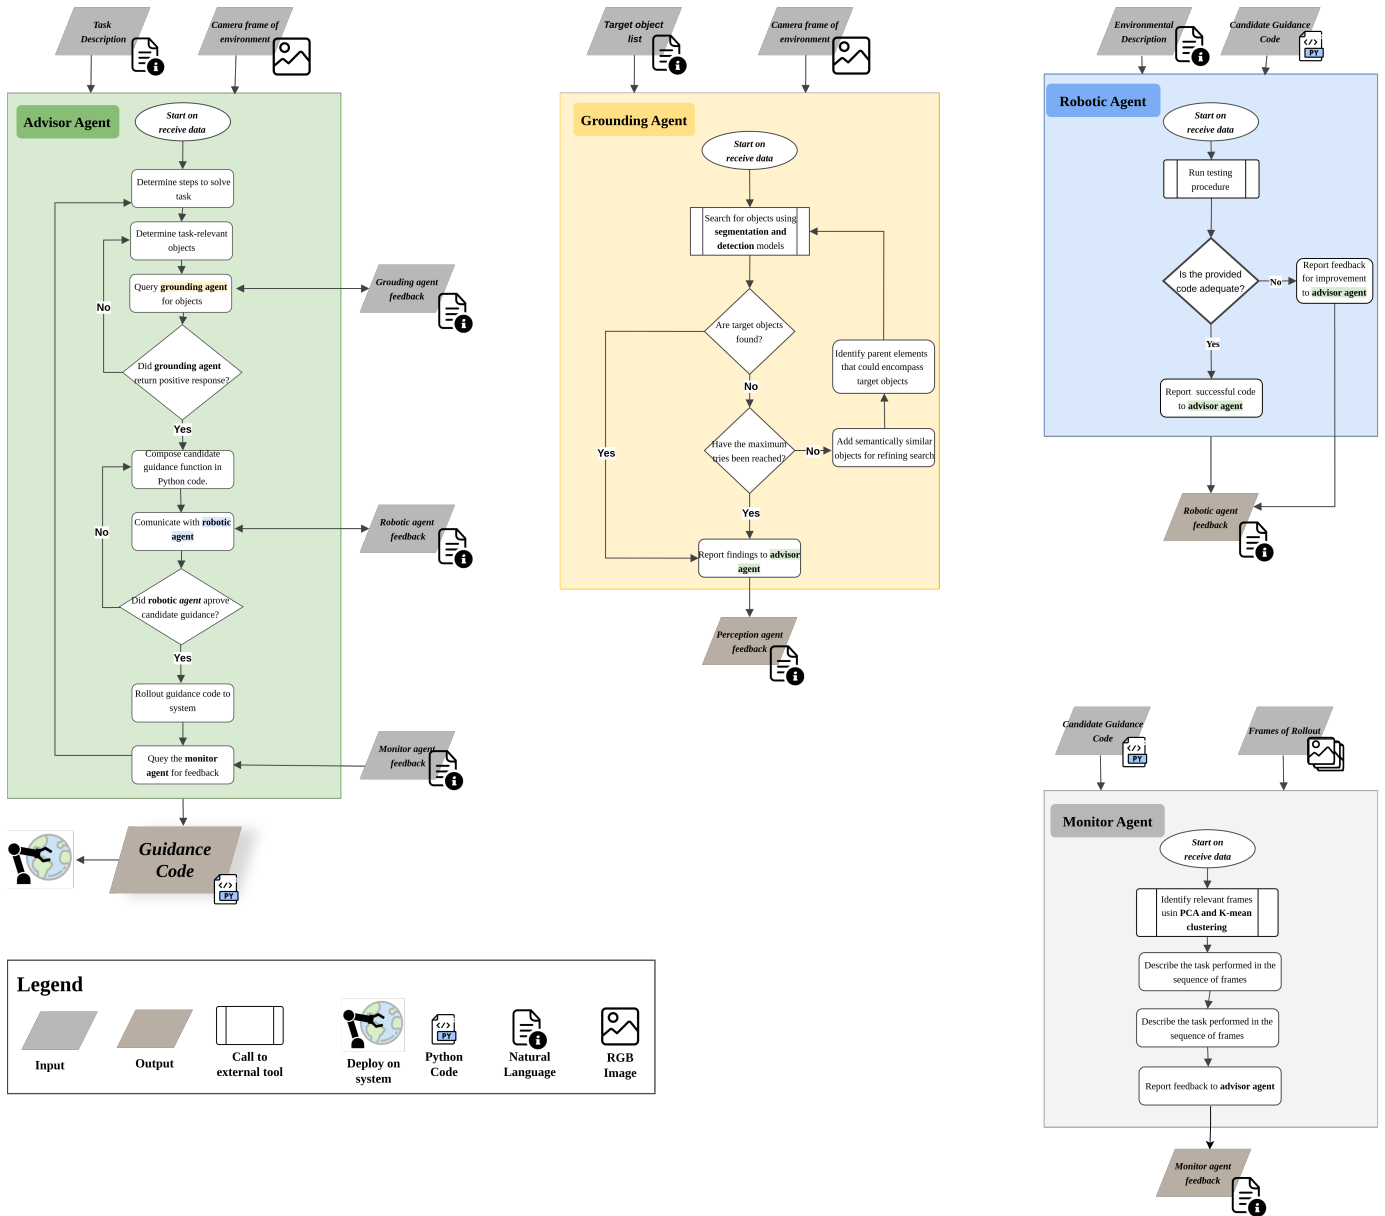 Task
Description
Camera frame of
environment
Advisor Agent
Start on
receive data
Determine steps to solve
task
Determine task-relevant
objects
Query grounding agent
for objects
Grouding agent
feedback
No
Did grounding agent
return positive response?
Yes
Compose candidate
guidance function in
Python code.
Comunicate with robotic
agent
Robotic agent
feedback
No
Did robotic agent aprove
candidate guidance?
Yes
Rollout guidance code to
system
Quey the monitor
agent for feedback
Monitor agent
feedback
Guidance
Code
PY
Target object
list
Camera frame of
environment
Grounding Agent
Start on
receive data
Search for objects using
segmentation and
detection models
Are target objects
found?
Identify parent elements
that could encompass
target objects
No
Have the maximum
tries been reached?
No
Add semantically similar
objects for refining search
Yes
Yes
Report findings to advisor
agent
Perception agent
feedback
Environmental
Description
Candidate Guidance
Code
PY
Robotic Agent
Start on
receive data
Run testing
procedure
Is the provided
code adequate?
No
Report feedback
for improvement
to advisor agent
Yes
Report successful code
to advisor agent
Robotic agent
feedback
Candidate Guidance
Code
PY
Frames of Rollout
Monitor Agent
Start on
receive data
Identify relevant frames
usin PCA and K-mean
clustering
Describe the task performed in the
sequence of frames
Describe the task performed in the
sequence of frames
Report feedback to advisor agent
Monitor agent
feedback
Legend
Input
Output
Call to
external tool
Deploy on
system
PY
Python
Code
Natural
Language
RGB
Image